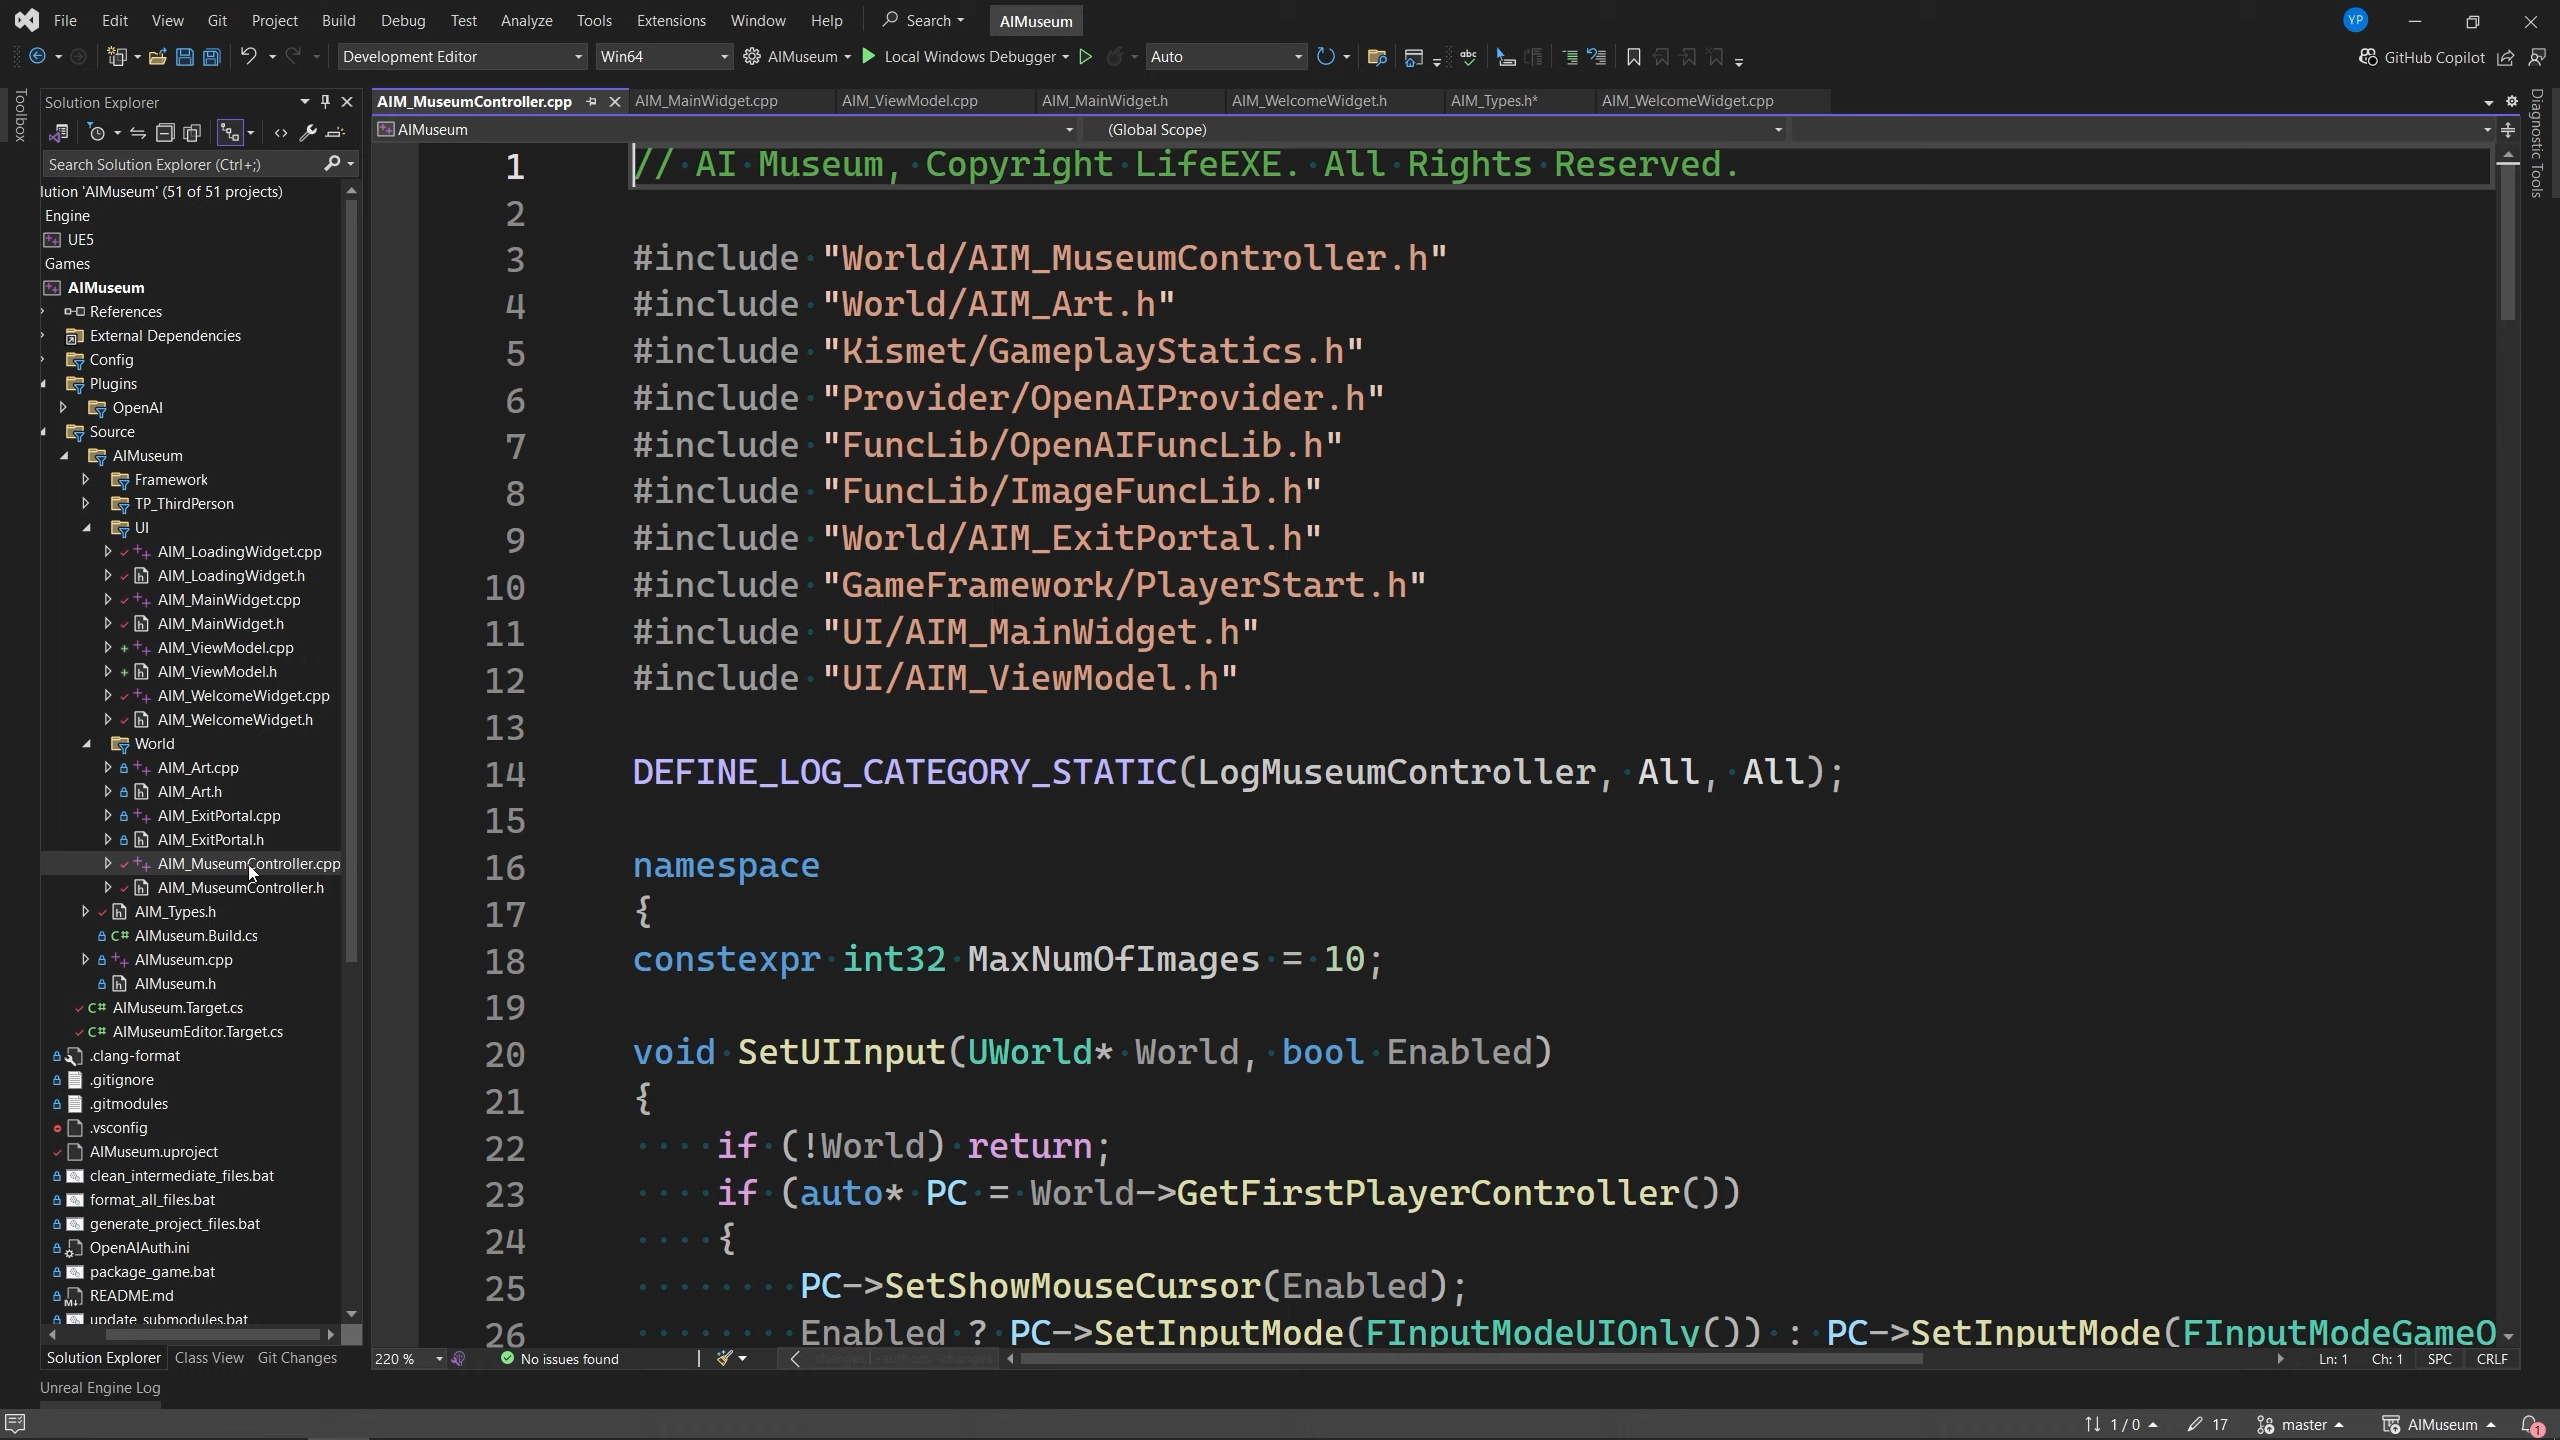 File Edit View Git Project Build Debug Test Analyze Tools Extensions Window Help Search AIMuseum YP
Development Editor Win64 AIMuseum Local Windows Debugger Auto GitHub Copilot
Toolbox
Solution Explorer
Search Solution Explorer (Ctrl+;)
lution 'AIMuseum' (51 of 51 projects)
Engine
UE5
Games
AIMuseum
References
External Dependencies
Config
Plugins
OpenAI
Source
AIMuseum
Framework
TP_ThirdPerson
UI
AIM_LoadingWidget.cpp
AIM_LoadingWidget.h
AIM_MainWidget.cpp
AIM_MainWidget.h
AIM_ViewModel.cpp
AIM_ViewModel.h
AIM_WelcomeWidget.cpp
AIM_WelcomeWidget.h
World
AIM_Art.cpp
AIM_Art.h
AIM_ExitPortal.cpp
AIM_ExitPortal.h
AIM_MuseumController.cpp
AIM_MuseumController.h
AIM_Types.h
AIMuseum.Build.cs
AIMuseum.cpp
AIMuseum.h
AIMuseum.Target.cs
AIMuseumEditor.Target.cs
.clang-format
.gitignore
.gitmodules
.vsconfig
AIMuseum.uproject
clean_intermediate_files.bat
format_all_files.bat
generate_project_files.bat
OpenAIAuth.ini
package_game.bat
README.md
update_submodules.bat
Solution Explorer Class View Git Changes
AIM_MuseumController.cpp AIM_MainWidget.cpp AIM_ViewModel.cpp AIM_MainWidget.h AIM_WelcomeWidget.h AIM_Types.h* AIM_WelcomeWidget.cpp
AIMuseum (Global Scope)
1 // AI Museum, Copyright LifeEXE. All Rights Reserved.
2
3 #include "World/AIM_MuseumController.h"
4 #include "World/AIM_Art.h"
5 #include "Kismet/GameplayStatics.h"
6 #include "Provider/OpenAIProvider.h"
7 #include "FuncLib/OpenAIFuncLib.h"
8 #include "FuncLib/ImageFuncLib.h"
9 #include "World/AIM_ExitPortal.h"
10 #include "GameFramework/PlayerStart.h"
11 #include "UI/AIM_MainWidget.h"
12 #include "UI/AIM_ViewModel.h"
13
14 DEFINE_LOG_CATEGORY_STATIC(LogMuseumController, All, All);
15
16 namespace
17 {
18 constexpr int32 MaxNumOfImages = 10;
19
20 void SetUIInput(UWorld* World, bool Enabled)
21 {
22 if (!World) return;
23 if (auto* PC = World->GetFirstPlayerController())
24 {
25 PC->SetShowMouseCursor(Enabled);
26 Enabled ? PC->SetInputMode(FInputModeUIOnly()) : PC->SetInputMode(FInputModeGameO
220 % No issues found Ln: 1 Ch: 1 SPC CRLF
Diagnostic Tools
Unreal Engine Log
1 / 0 17 master AIMuseum 1